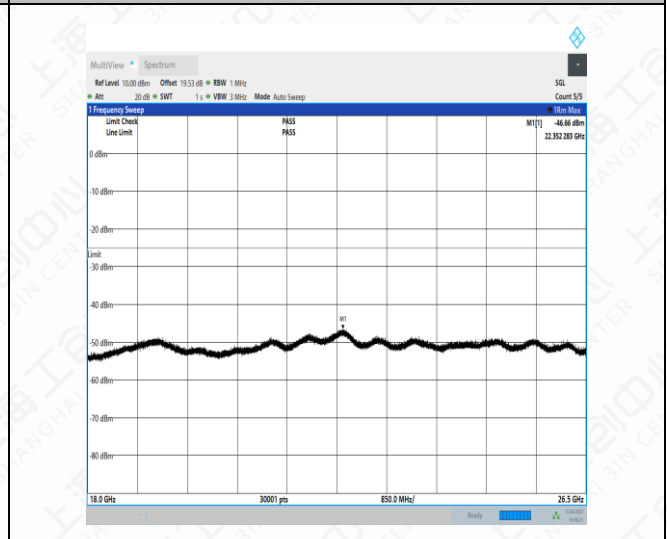 MultiView Spectrum
Ref Level 10.00 dBm Offset 19.53 dB RBW 1 MHz SGL
Att 20 dB SWT 1 s VBW 3 MHz Mode Auto Sweep Count 5/5
1 Frequency Sweep 1Rm Max
Limit Check PASS M1[1] -46.66 dBm
Line Limit PASS 22.352 283 GHz
0 dBm
-10 dBm
-20 dBm
Limit
-30 dBm
-40 dBm
M1
-50 dBm
-60 dBm
-70 dBm
-80 dBm
18.0 GHz 30001 pts 850.0 MHz/ 26.5 GHz
Ready